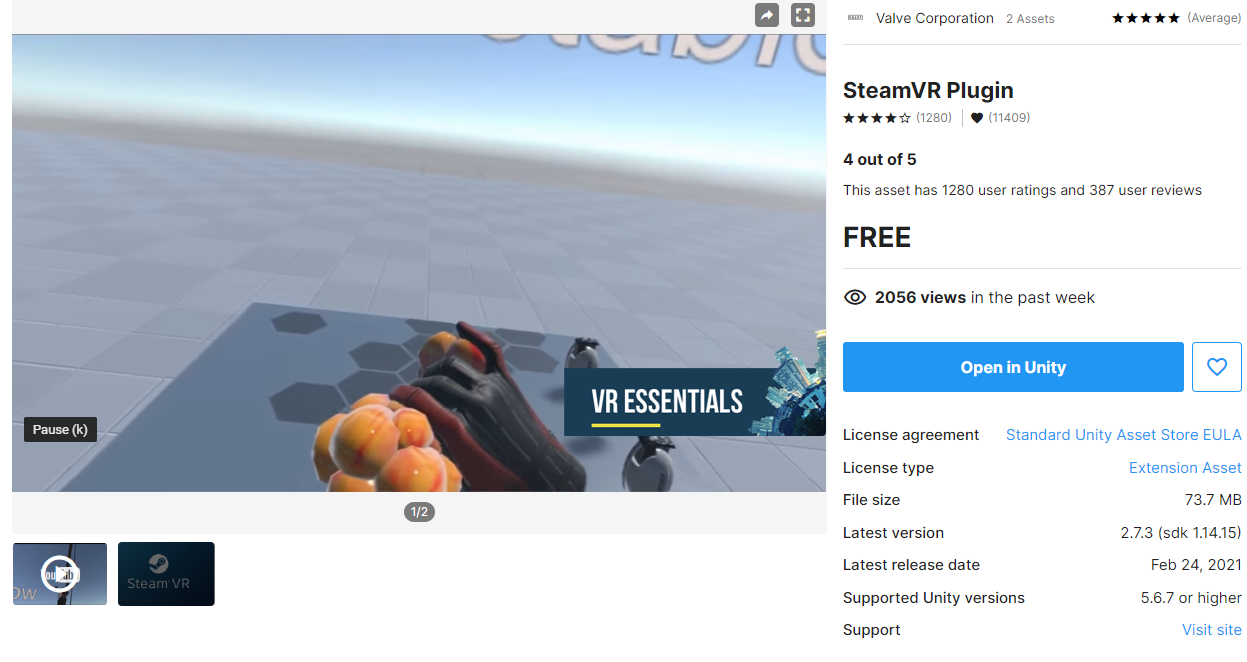 Valve Corporation 2 Assets ★★★★★ (Average)
SteamVR Plugin
★★★★☆ (1280) | ♥ (11409)
4 out of 5
This asset has 1280 user ratings and 387 user reviews
FREE
2056 views in the past week
Open in Unity
License agreement Standard Unity Asset Store EULA
License type Extension Asset
File size 73.7 MB
Latest version 2.7.3 (sdk 1.14.15)
Latest release date Feb 24, 2021
Supported Unity versions 5.6.7 or higher
Support Visit site
VR ESSENTIALS
Pause (k)
1/2
Steam VR